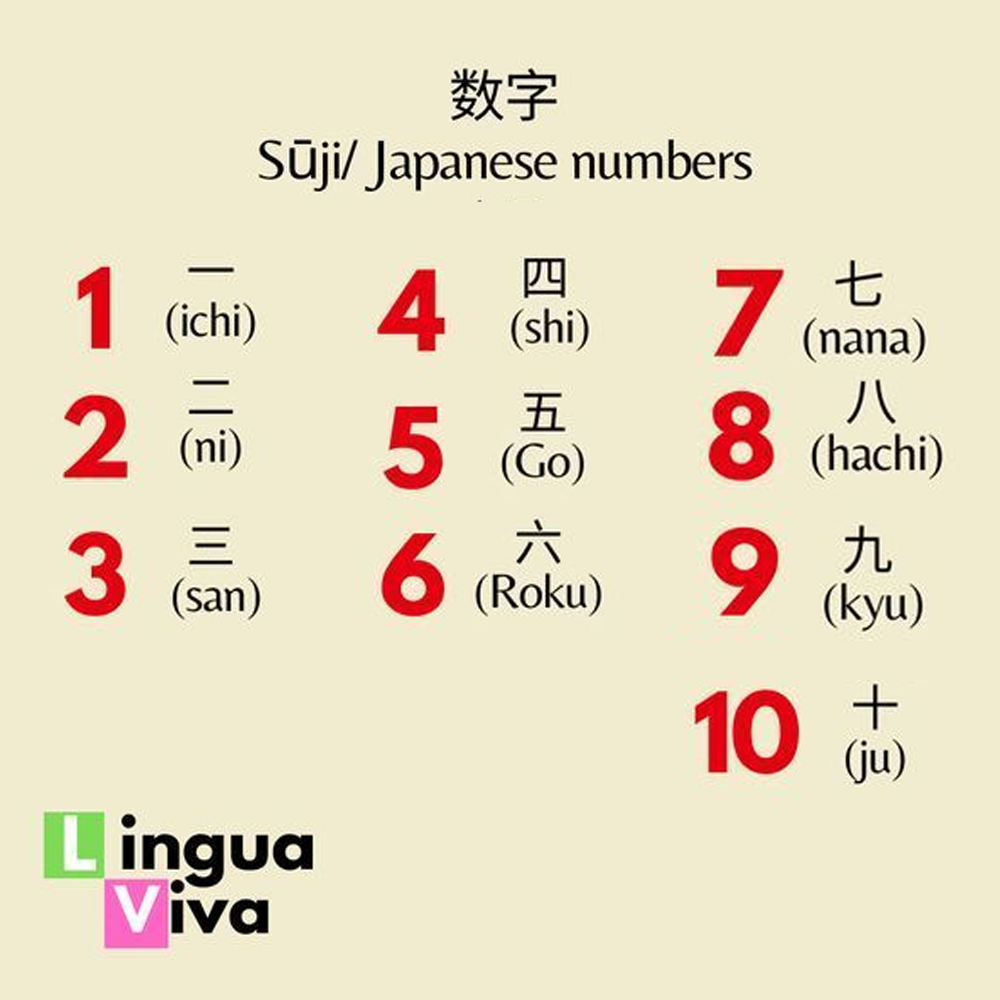 数字
Sūji/ Japanese numbers
1 一
(ichi)
2 二
(ni)
3 三
(san)
4 四
(shi)
5 五
(Go)
6 六
(Roku)
7 七
(nana)
8 八
(hachi)
9 九
(kyu)
10 十
(ju)
Lingua
Viva